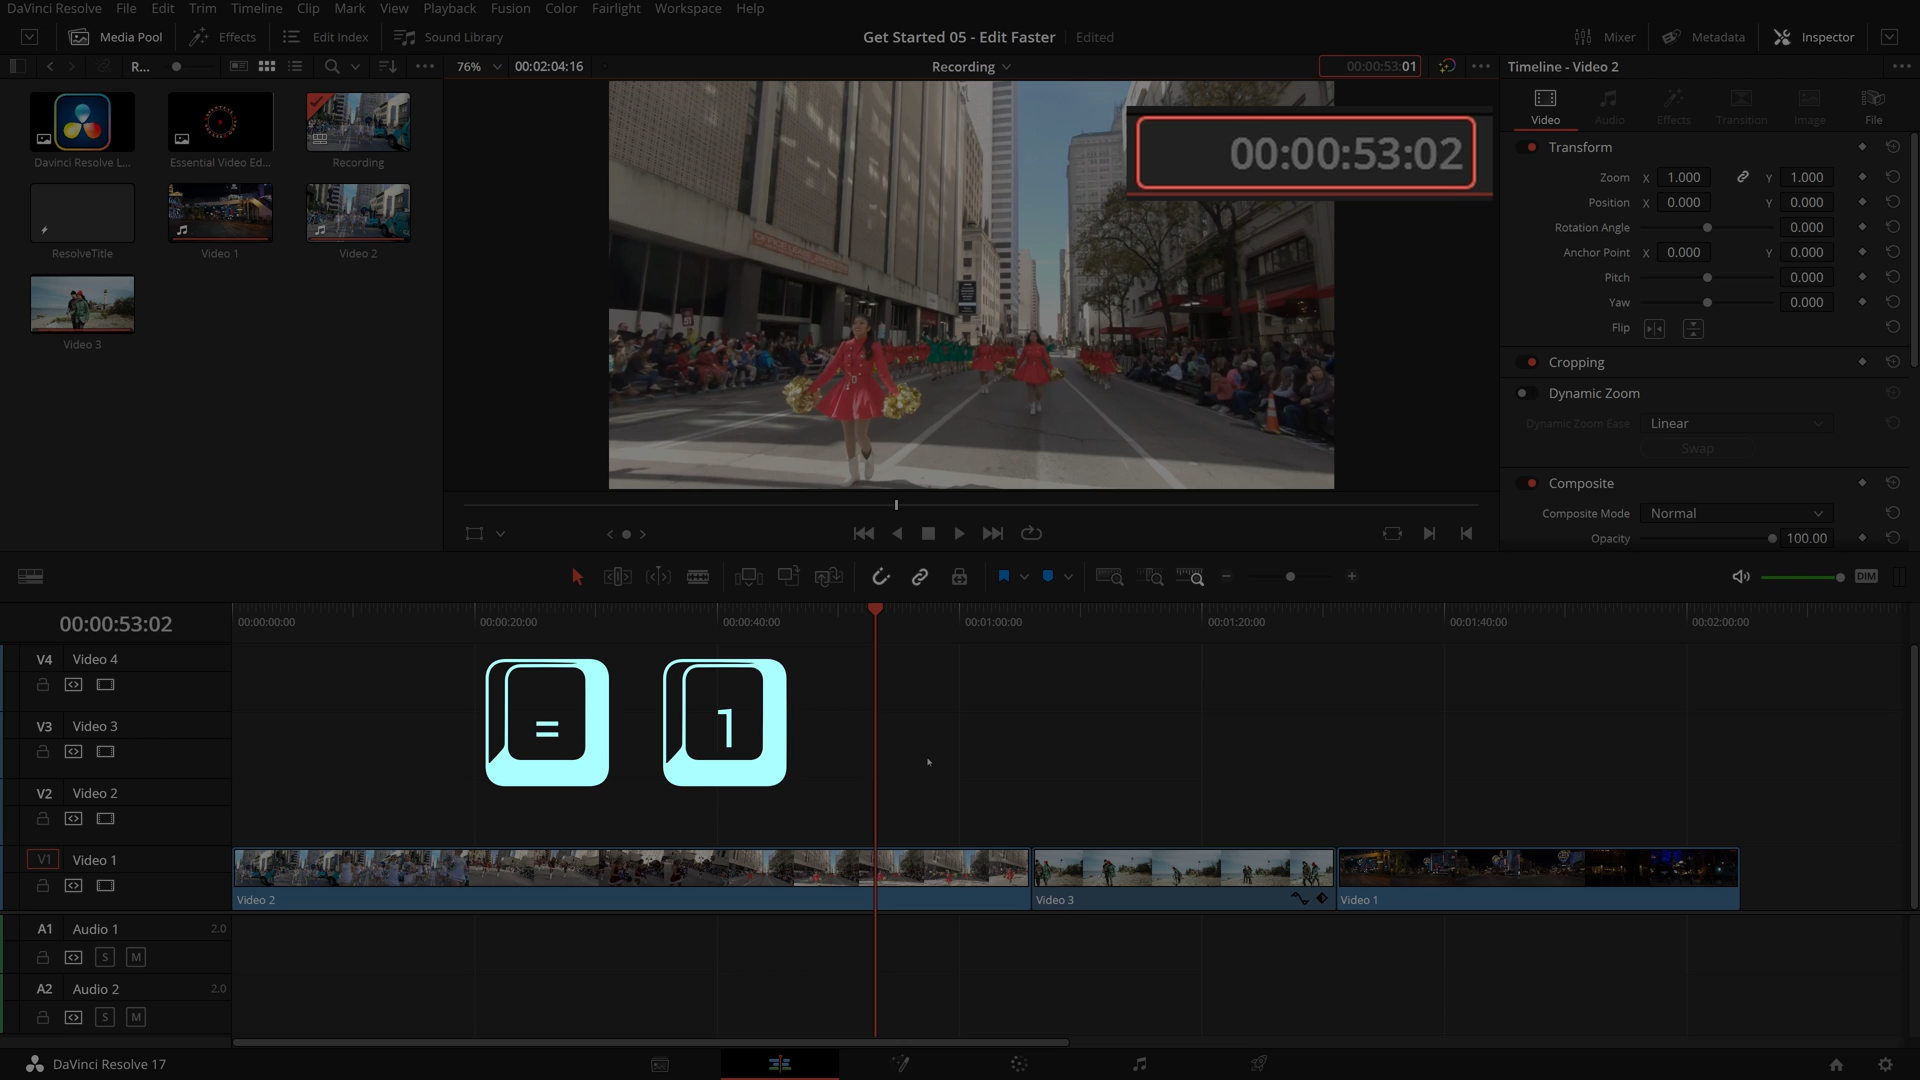 DaVinci Resolve File Edit Trim Timeline Clip Mark View Playback Fusion Color Fairlight Workspace Help
Media Pool Effects Edit Index Sound Library Get Started 05 - Edit Faster Edited Mixer Metadata Inspector
R... 76% 00:02:04:16 Recording 00:00:53:01 Timeline - Video 2
Video Audio Effects Transition Image File
Davinci Resolve L... Essential Video Ed... Recording
ResolveTitle Video 1 Video 2
Video 3
00:00:53:02
Transform
Zoom X 1.000 Y 1.000
Position X 0.000 Y 0.000
Rotation Angle 0.000
Anchor Point X 0.000 Y 0.000
Pitch 0.000
Yaw 0.000
Flip
Cropping
Dynamic Zoom
Dynamic Zoom Ease Linear
Swap
Composite
Composite Mode Normal
Opacity 100.00
DIM
00:00:53:02 00:00:00:00 00:00:20:00 00:00:40:00 00:01:00:00 00:01:20:00 00:01:40:00 00:02:00:00
V4 Video 4
V3 Video 3
= 1
V2 Video 2
V1 Video 1
Video 2 Video 3 Video 1
A1 Audio 1 2.0
S M
A2 Audio 2 2.0
S M
DaVinci Resolve 17